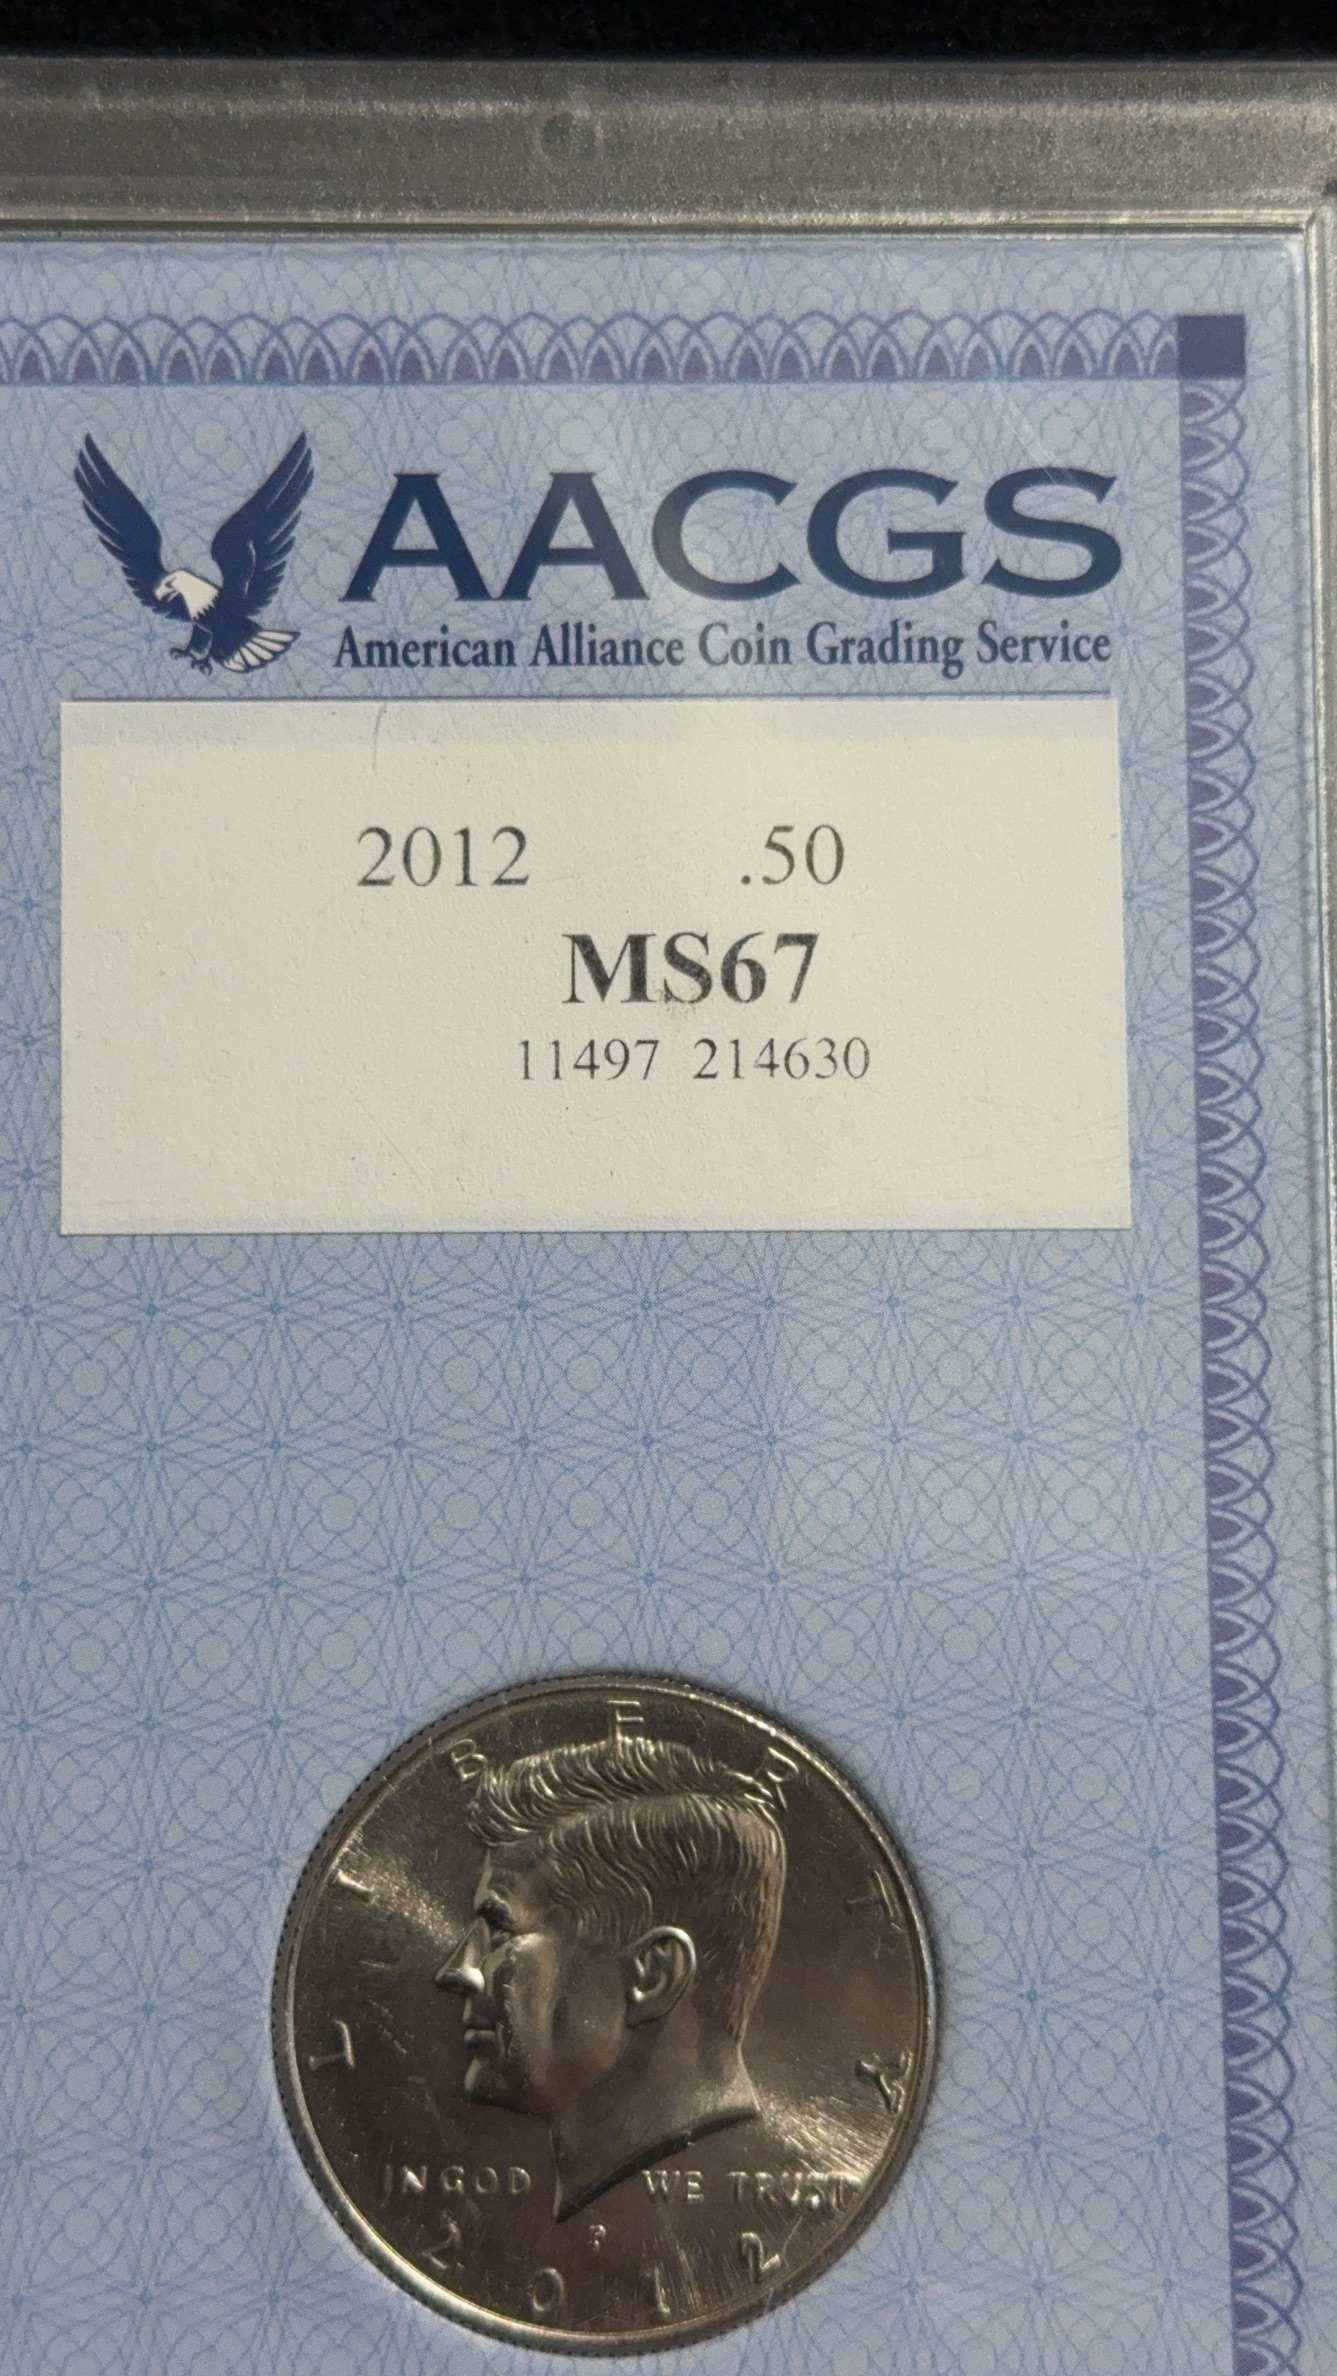 AACGS
American Alliance Coin Grading Service
2012 .50
MS67
11497 214630
LIBERTY
IN GOD WE TRUST
P
2012